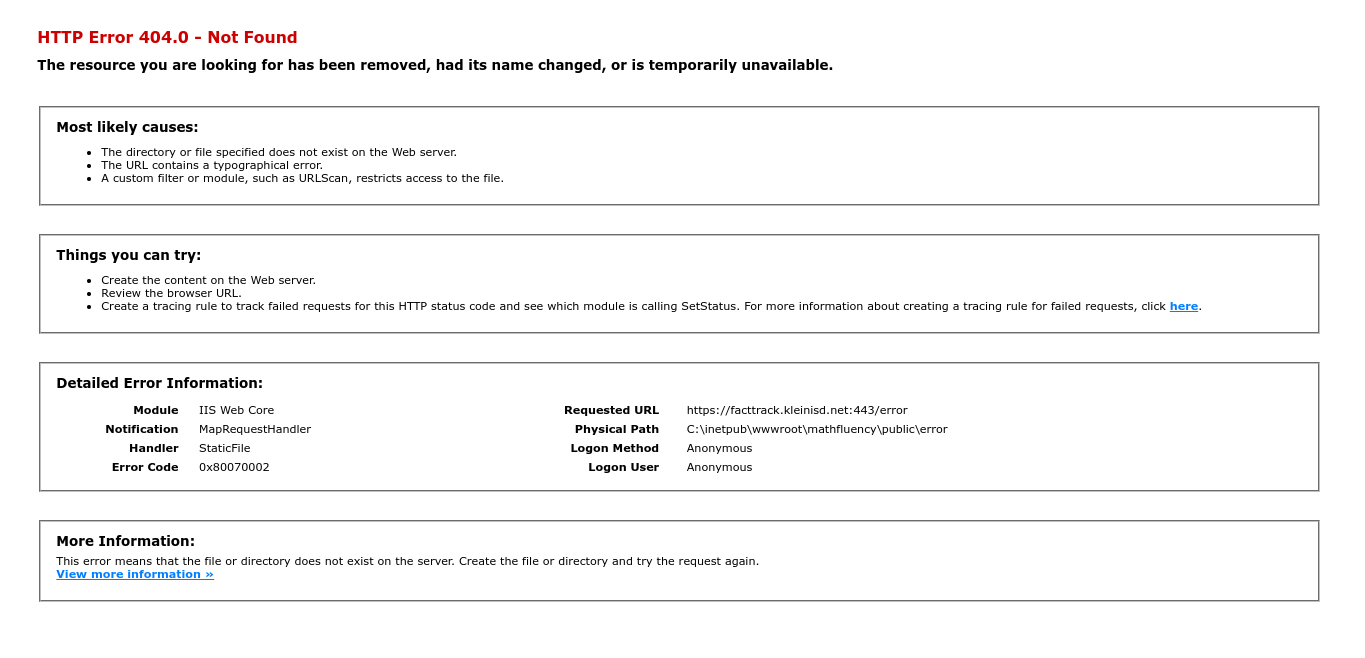 HTTP Error 404.0 - Not Found
The resource you are looking for has been removed, had its name changed, or is temporarily unavailable.
Most likely causes:
• The directory or file specified does not exist on the Web server.
• The URL contains a typographical error.
• A custom filter or module, such as URLScan, restricts access to the file.
Things you can try:
• Create the content on the Web server.
• Review the browser URL.
• Create a tracing rule to track failed requests for this HTTP status code and see which module is calling SetStatus. For more information about creating a tracing rule for failed requests, click here.
Detailed Error Information:
Module IIS Web Core
Notification MapRequestHandler
Handler StaticFile
Error Code 0x80070002
Requested URL https://facttrack.kleinisd.net:443/error
Physical Path C:\inetpub\wwwroot\mathfluency\public\error
Logon Method Anonymous
Logon User Anonymous
More Information:
This error means that the file or directory does not exist on the server. Create the file or directory and try the request again.
View more information »